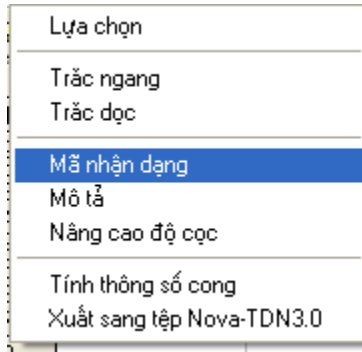 Lựa chọn
Trắc ngang
Trắc dọc
Mã nhận dạng
Mô tả
Nâng cao độ cọc
Tính thông số cong
Xuất sang tệp Nova-TDN3.0